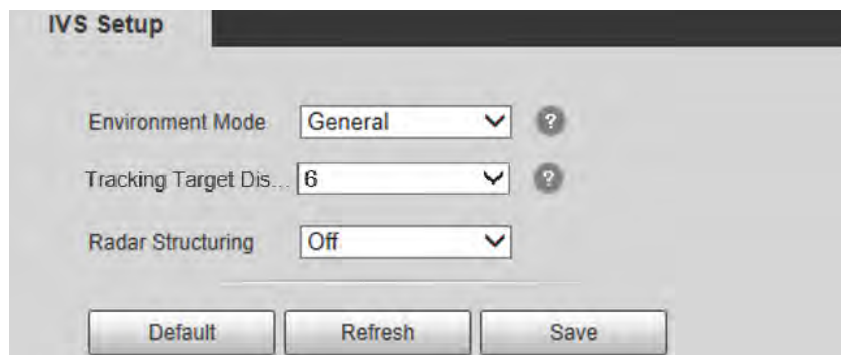 IVS Setup
Environment Mode General ?
Tracking Target Dis... 6 ?
Radar Structuring Off
Default Refresh Save